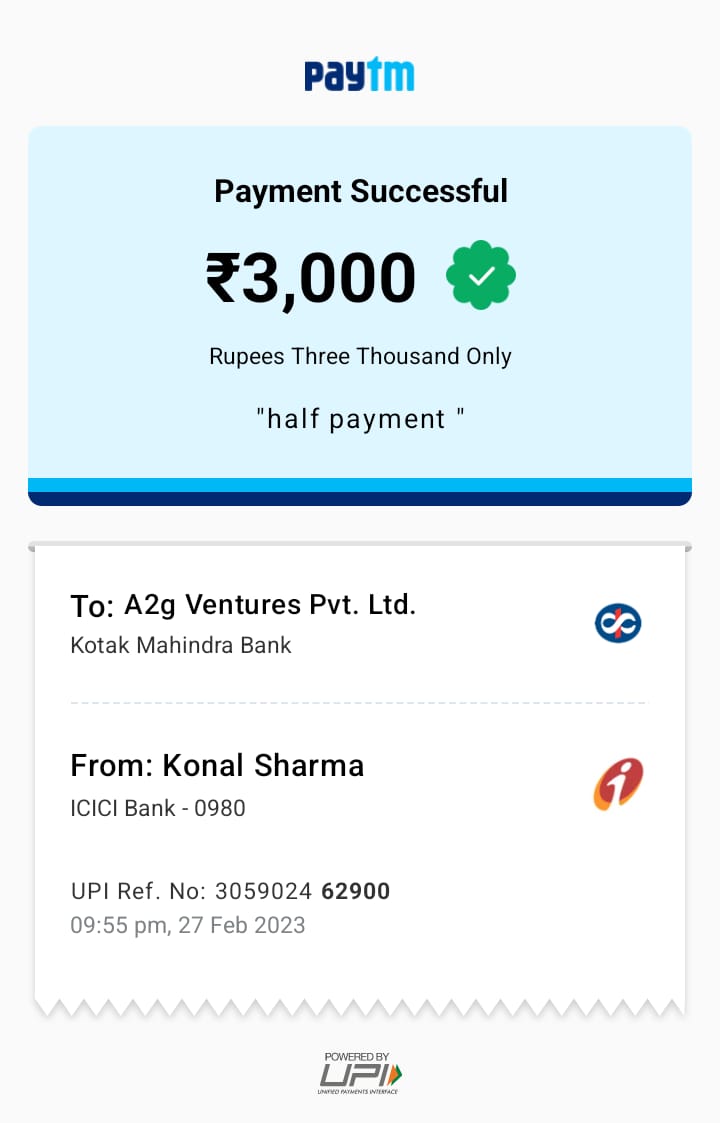 paytm
Payment Successful
₹3,000
Rupees Three Thousand Only
"half payment "
To: A2g Ventures Pvt. Ltd.
Kotak Mahindra Bank
From: Konal Sharma
ICICI Bank - 0980
UPI Ref. No: 3059024 62900
09:55 pm, 27 Feb 2023
POWERED BY
UPI
UNIFIED PAYMENTS INTERFACE